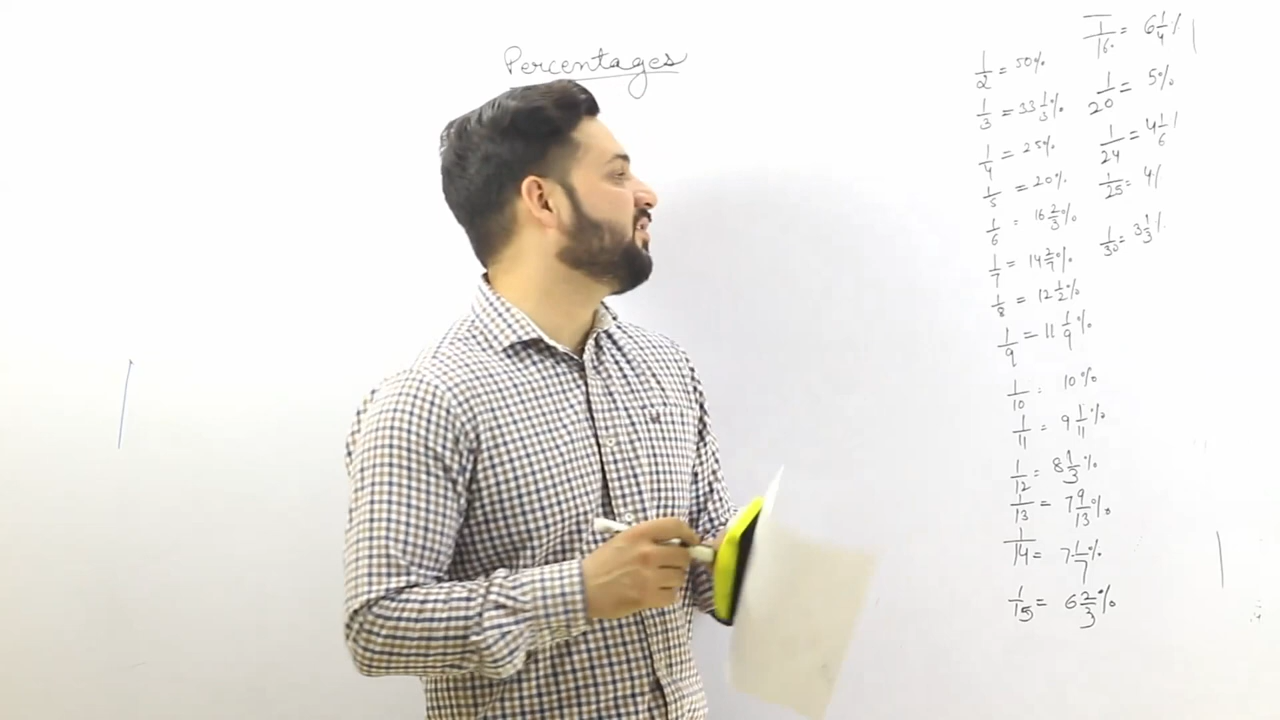 Percentages
1/2 = 50%
1/3 = 33 1/3%
1/4 = 25%
1/5 = 20%
1/6 = 16 2/3%
1/7 = 14 2/7%
1/8 = 12 1/2%
1/9 = 11 1/9%
1/10 = 10%
1/11 = 9 1/11%
1/12 = 8 1/3%
1/13 = 7 9/13%
1/14 = 7 1/7%
1/15 = 6 2/3%
1/16 = 6 1/4%
1/20 = 5%
1/24 = 4 1/6
1/25 = 4/
1/30 = 3 1/3%